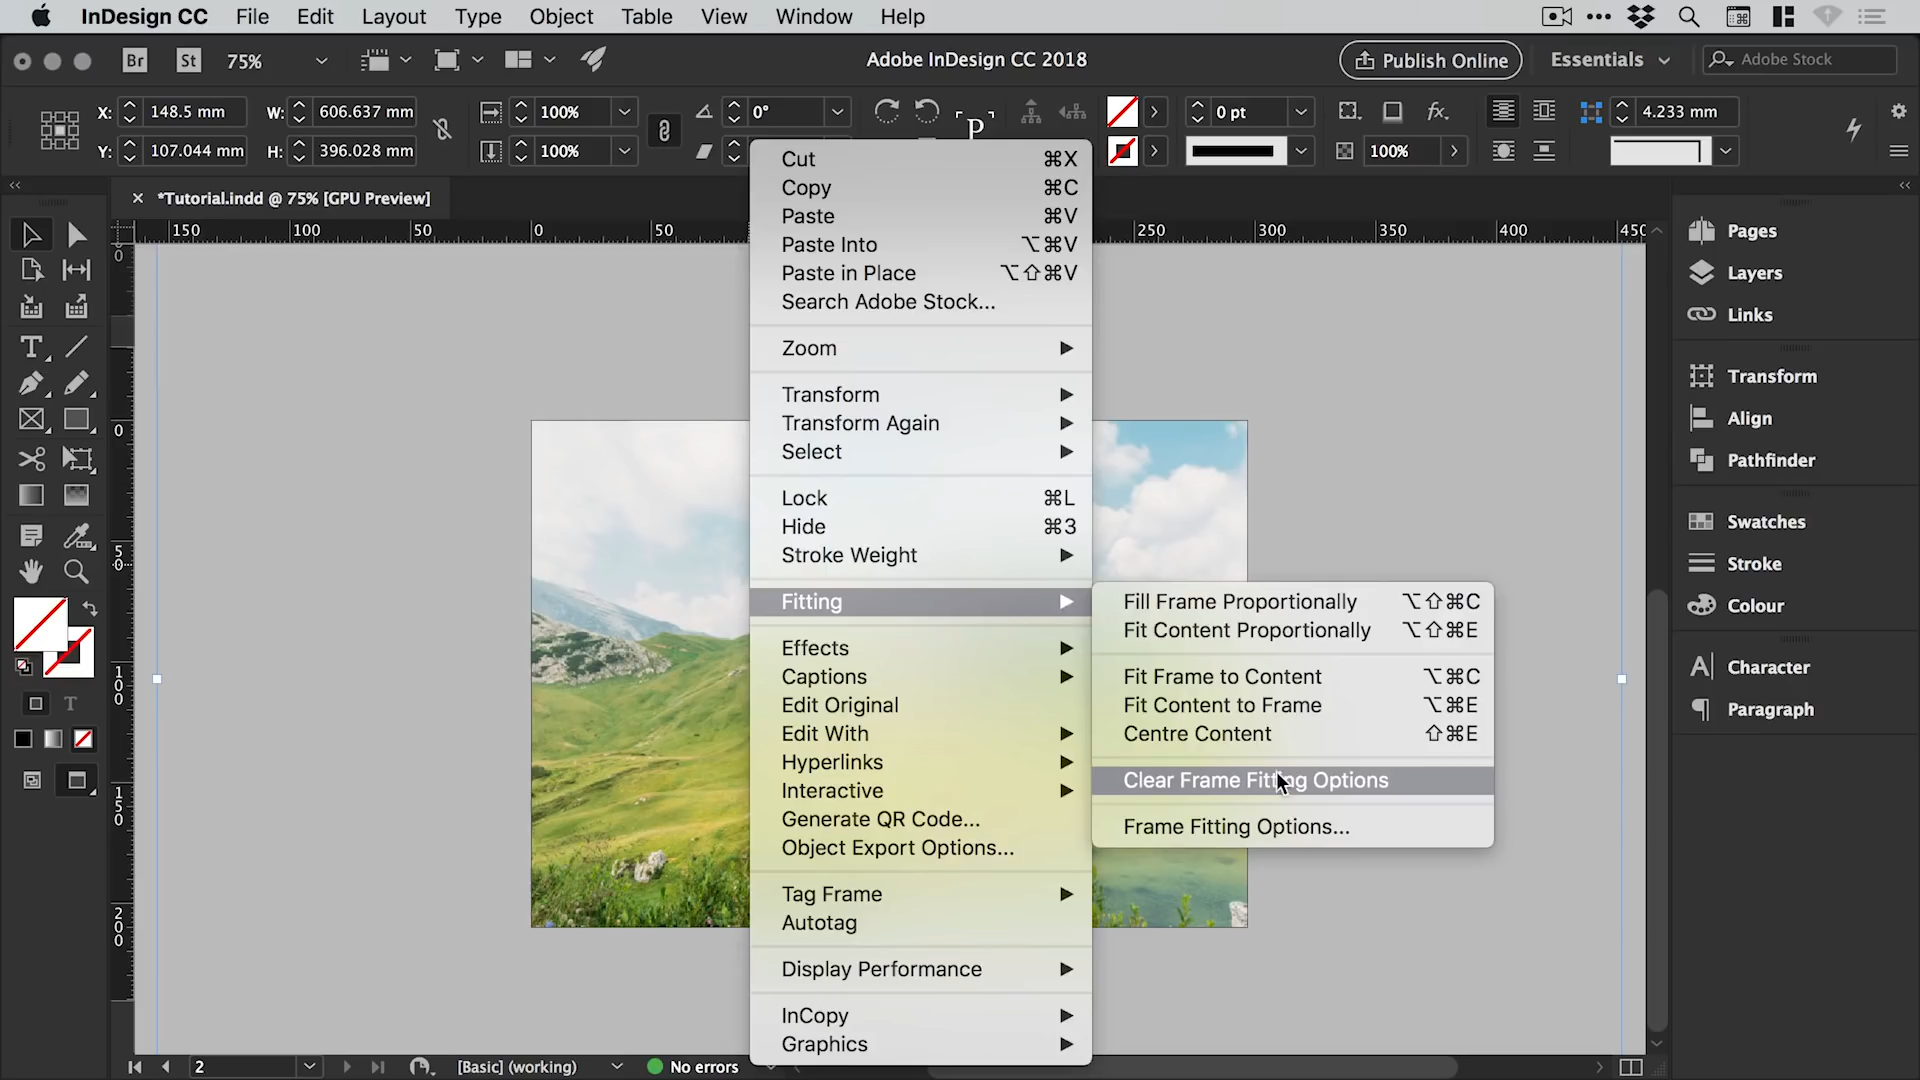 InDesign CC File Edit Layout Type Object Table View Window Help
Br St 75% Adobe InDesign CC 2018 Publish Online Essentials Adobe Stock
X: 148.5 mm W: 606.637 mm 100% 0° P 0 pt fx. 4.233 mm
Y: 107.044 mm H: 396.028 mm 100% 100%
*Tutorial.indd @ 75% [GPU Preview]
150 100 50 0 50 250 300 350 400 450
0
0
50
100
150
200
Cut ⌘X
Copy ⌘C
Paste ⌘V
Paste Into ⌥⌘V
Paste in Place ⌥⇧⌘V
Search Adobe Stock...
Zoom
Transform
Transform Again
Select
Lock ⌘L
Hide ⌘3
Stroke Weight
Fitting
Effects
Captions
Edit Original
Edit With
Hyperlinks
Interactive
Generate QR Code...
Object Export Options...
Tag Frame
Autotag
Display Performance
InCopy
Graphics
Fill Frame Proportionally ⌥⇧⌘C
Fit Content Proportionally ⌥⇧⌘E
Fit Frame to Content ⌥⌘C
Fit Content to Frame ⌥⌘E
Centre Content ⇧⌘E
Clear Frame Fitting Options
Frame Fitting Options...
Pages
Layers
Links
Transform
Align
Pathfinder
Swatches
Stroke
Colour
Character
Paragraph
2 [Basic] (working) No errors